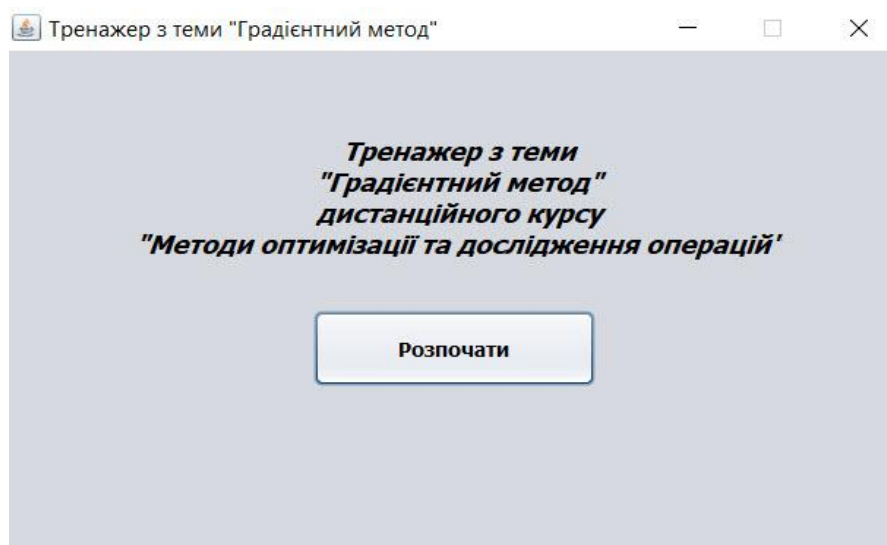 Тренажер з теми "Градієнтний метод"
Тренажер з теми
"Градієнтний метод"
дистанційного курсу
"Методи оптимізації та дослідження операцій'
Розпочати